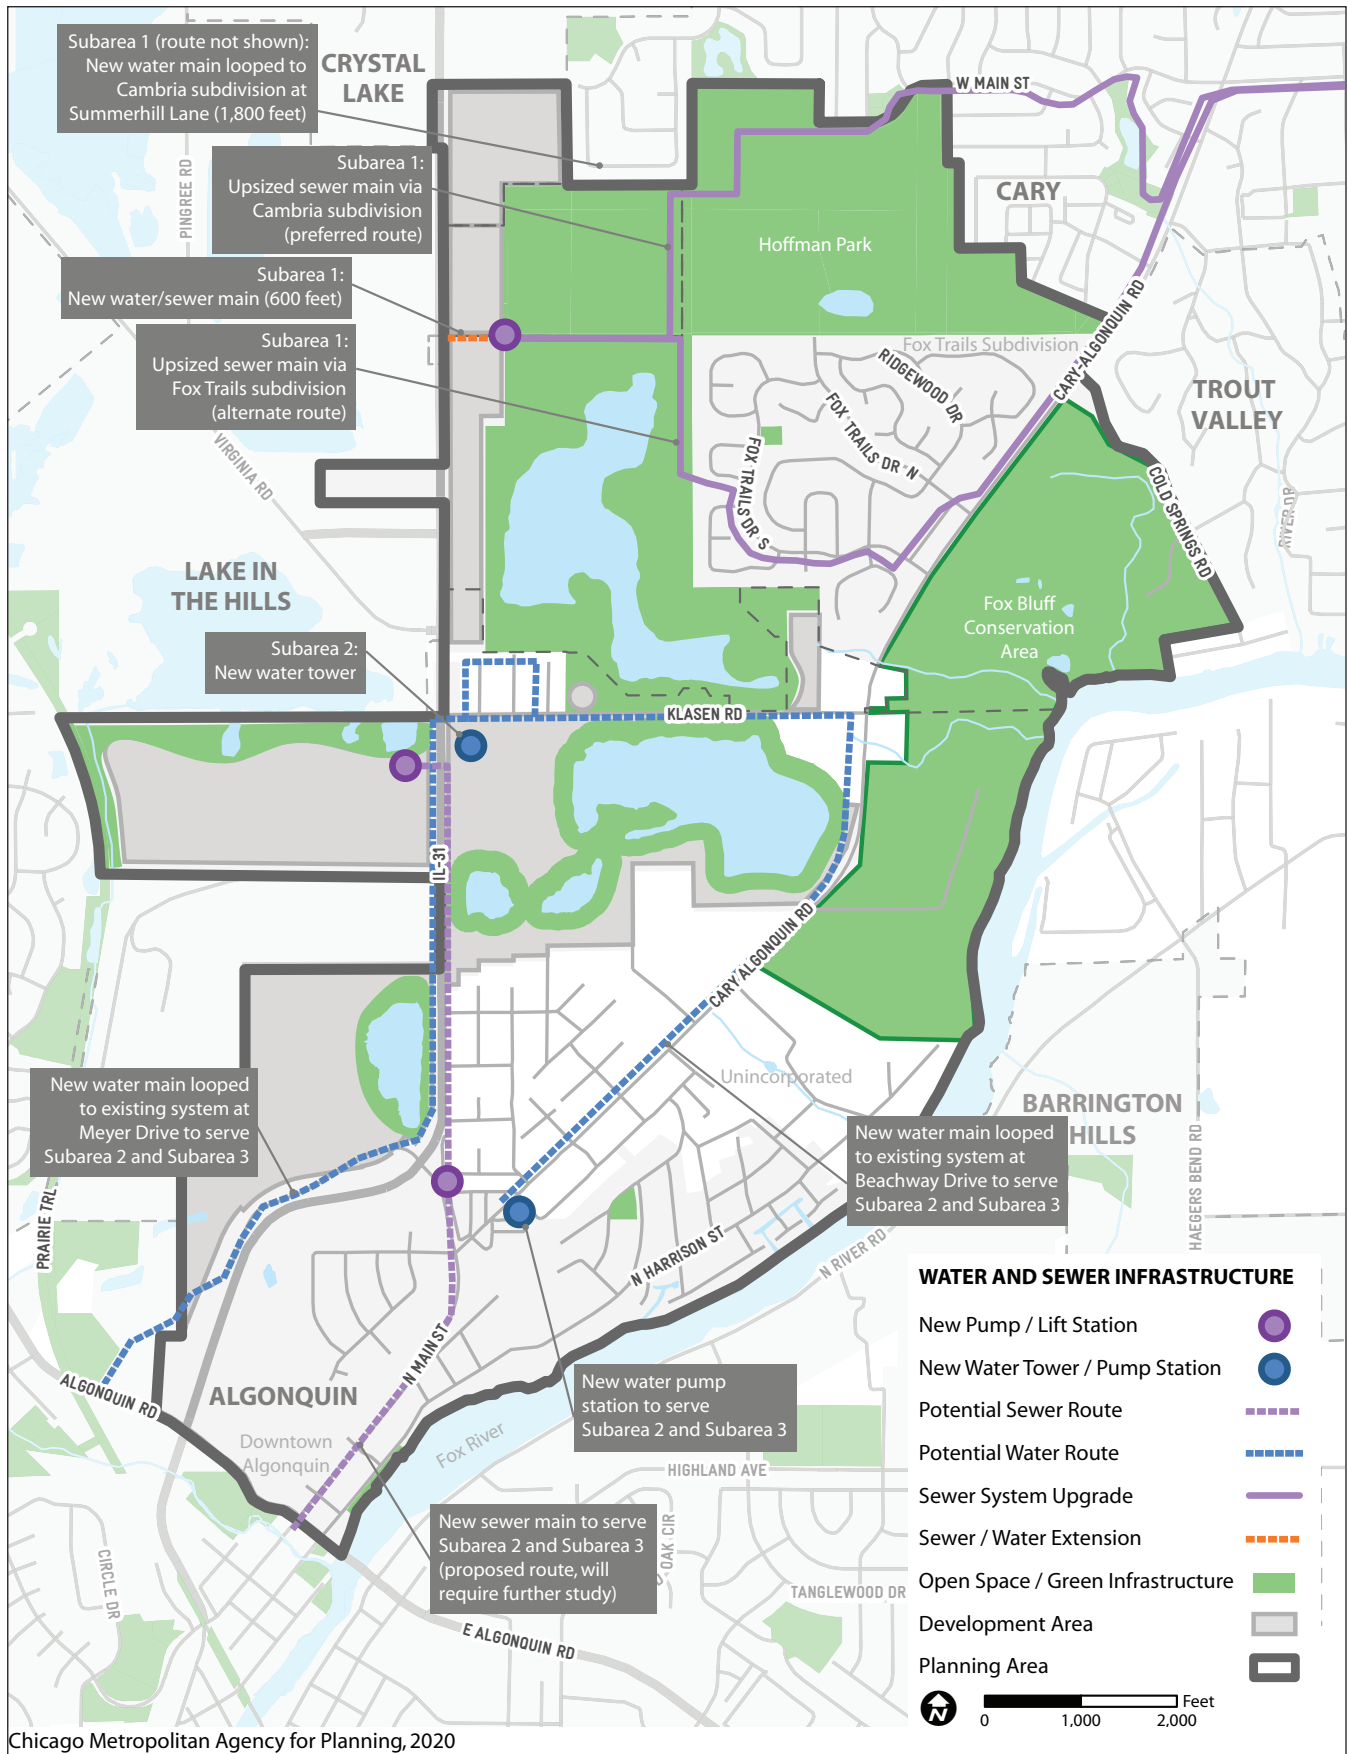 Subarea 1 (route not shown):
New water main looped to
Cambria subdivision at
Summerhill Lane (1,800 feet)
CRYSTAL
LAKE
W MAIN ST
PINGREE RD
Subarea 1:
Upsized sewer main via
Cambria subdivision
(preferred route)
CARY
Hoffman Park
Subarea 1:
New water/sewer main (600 feet)
Subarea 1:
Upsized sewer main via
Fox Trails subdivision
(alternate route)
CARY-ALGONQUIN RD
Fox Trails Subdivision
RIDGEWOOD DR
FOX TRAILS DR N
FOX TRAILS DR S
TROUT
VALLEY
VIRGINIA RD
COLD SPRINGS RD
RIVER DR
LAKE IN
THE HILLS
Fox Bluff
Conservation
Area
Subarea 2:
New water tower
KLASEN RD
IL-31
CARY ALGONQUIN RD
Unincorporated
New water main looped
to existing system at
Meyer Drive to serve
Subarea 2 and Subarea 3
BARRINGTON
HILLS
New water main looped
to existing system at
Beachway Drive to serve
Subarea 2 and Subarea 3
HAEGERS BEND RD
PRAIRIE TRL
N HARRISON ST
N RIVER RD
N MAIN ST
ALGONQUIN RD
ALGONQUIN
Downtown
Algonquin
New water pump
station to serve
Subarea 2 and Subarea 3
Fox River
HIGHLAND AVE
New sewer main to serve
Subarea 2 and Subarea 3
(proposed route, will
require further study)
OAK CIR
CIRCLE DR
TANGLEWOOD DR
E ALGONQUIN RD
WATER AND SEWER INFRASTRUCTURE
New Pump / Lift Station
New Water Tower / Pump Station
Potential Sewer Route
Potential Water Route
Sewer System Upgrade
Sewer / Water Extension
Open Space / Green Infrastructure
Development Area
Planning Area
N
Feet
0 1,000 2,000
Chicago Metropolitan Agency for Planning, 2020